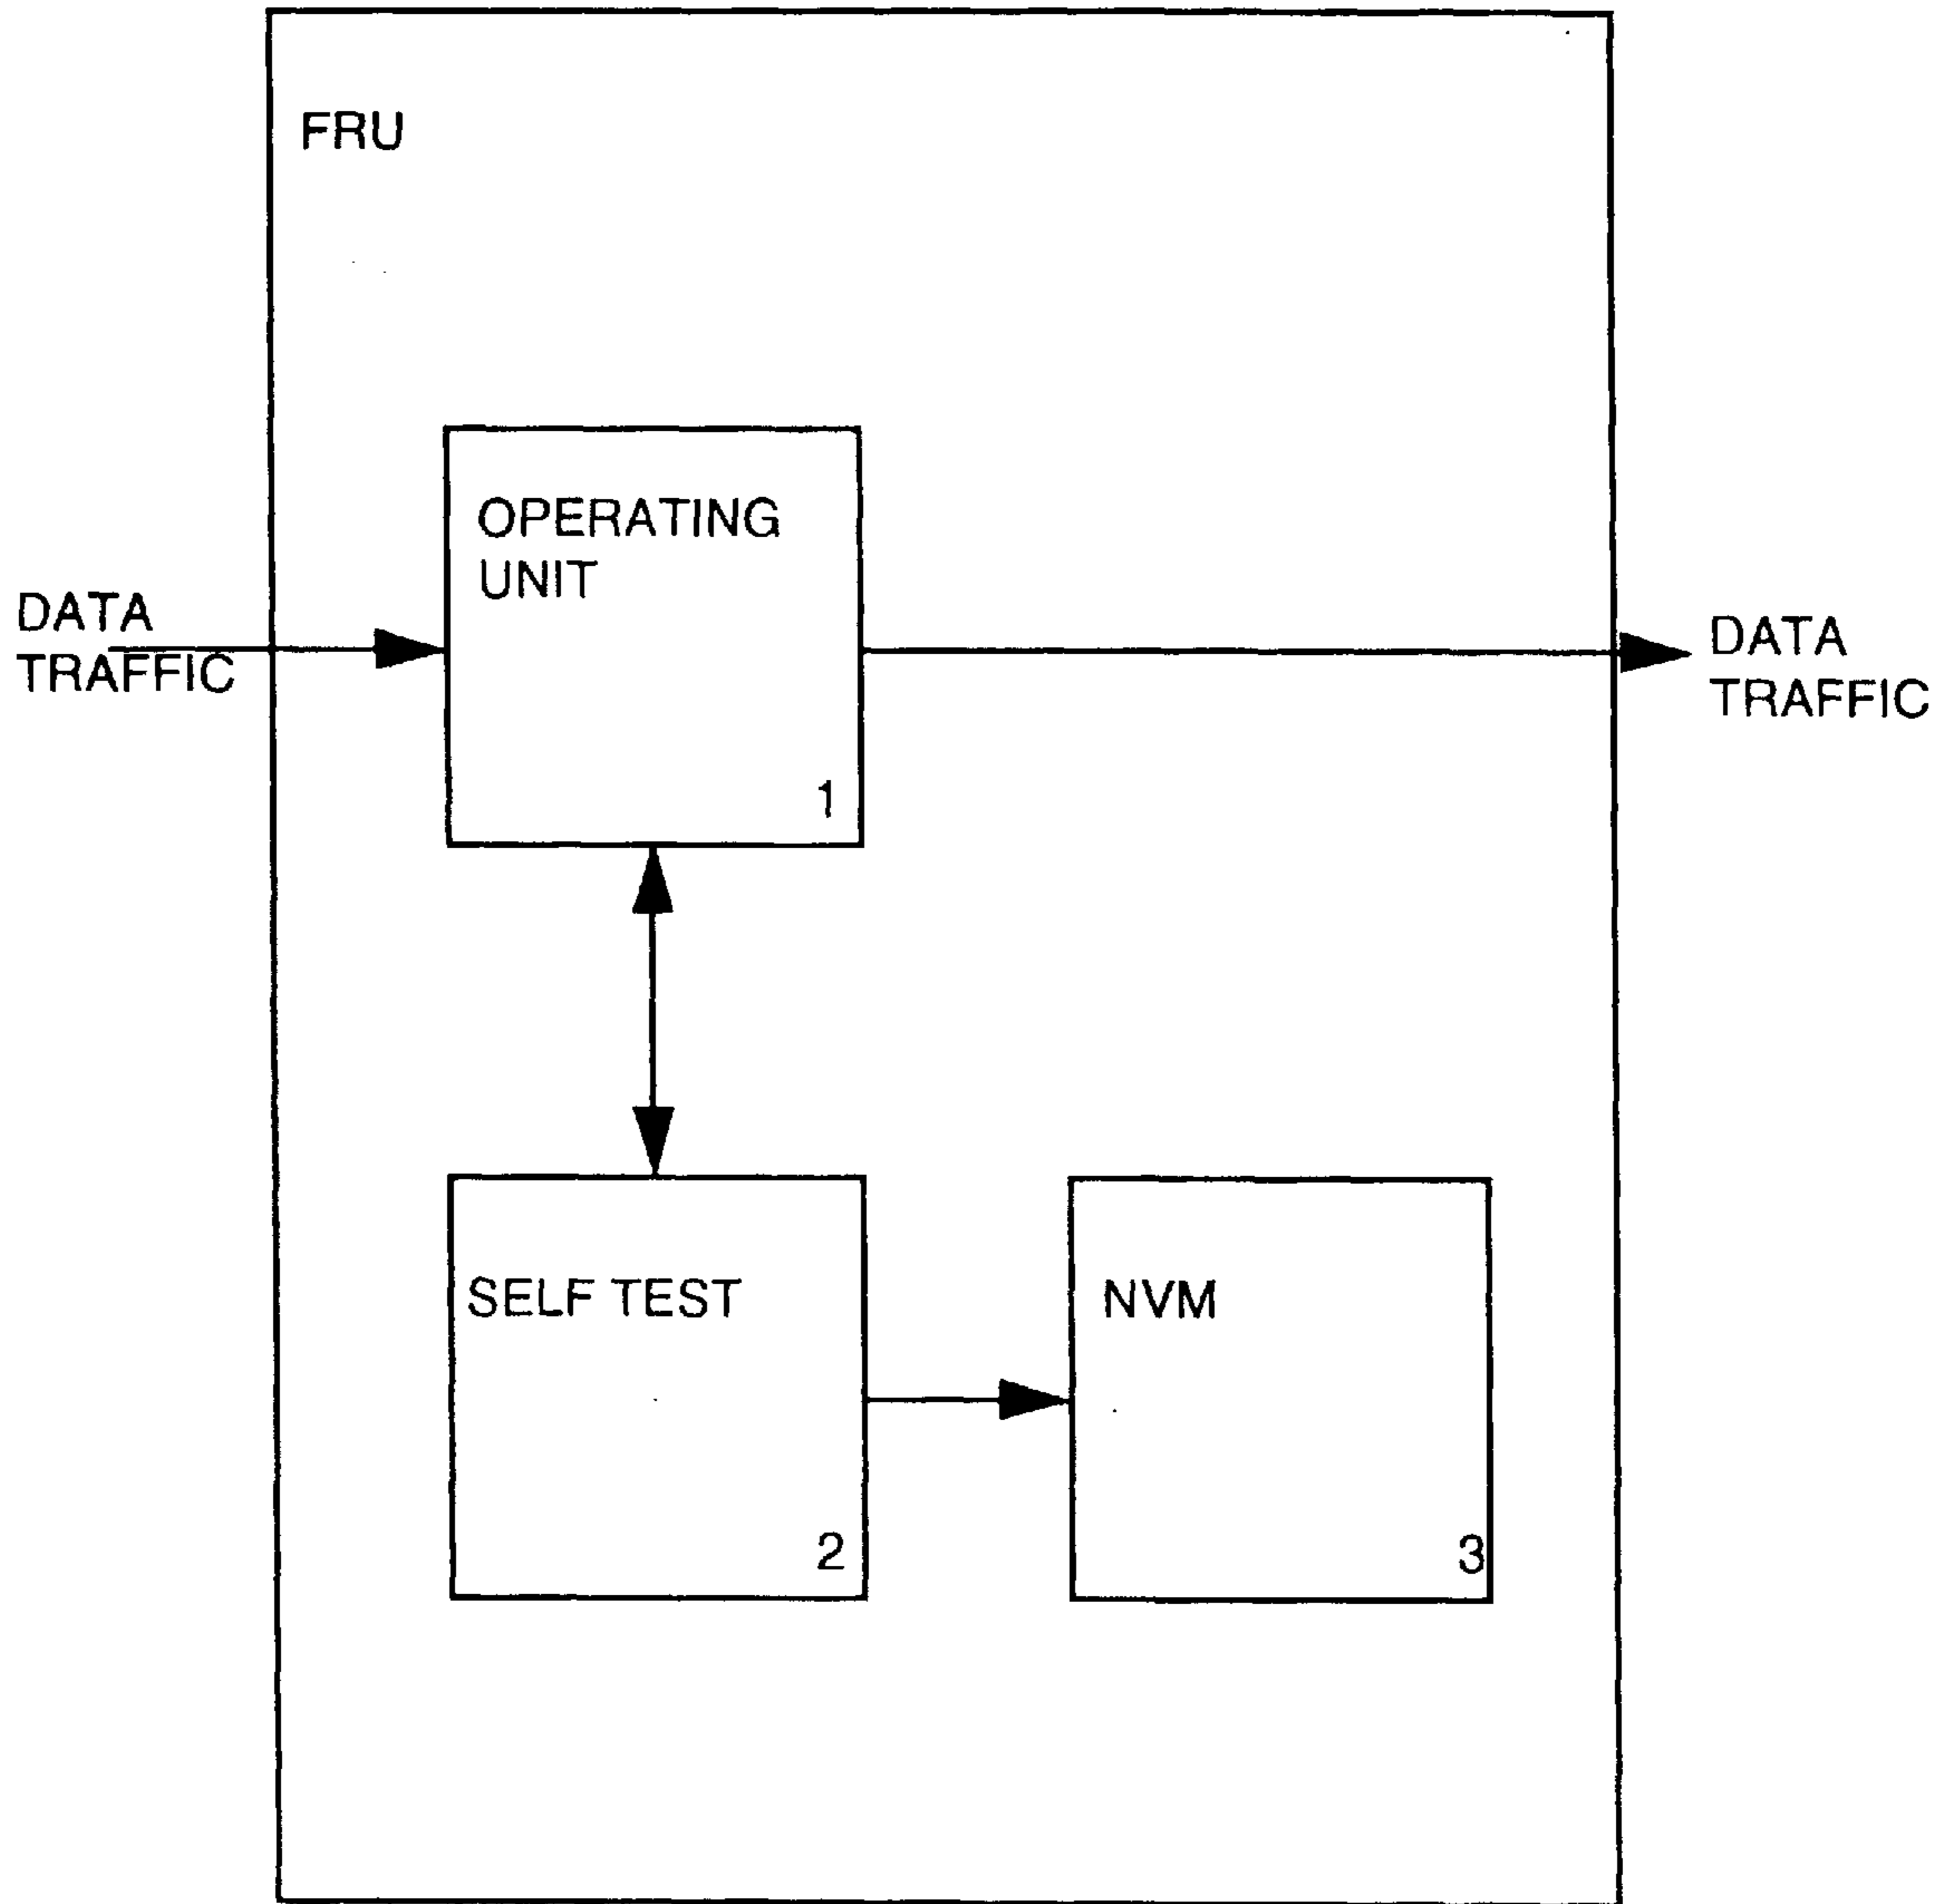 FRU
OPERATING
UNIT
1
DATA
TRAFFIC
DATA
TRAFFIC
SELF TEST
2
NVM
3